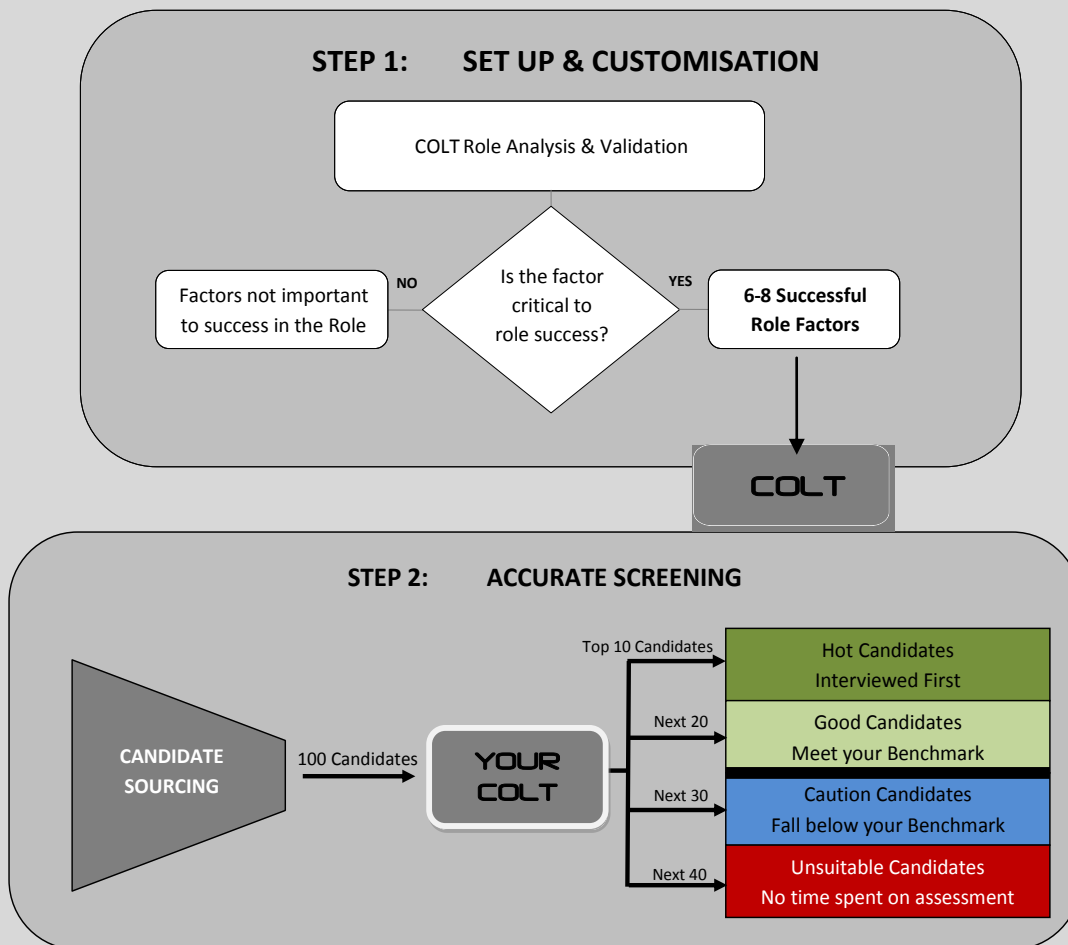 STEP 1: SET UP & CUSTOMISATION
COLT Role Analysis & Validation
Is the factor
critical to
role success?
NO
Factors not important
to success in the Role
YES
6-8 Successful
Role Factors
COLT
STEP 2: ACCURATE SCREENING
CANDIDATE
SOURCING
100 Candidates
YOUR
COLT
Top 10 Candidates
Hot Candidates
Interviewed First
Next 20
Good Candidates
Meet your Benchmark
Next 30
Caution Candidates
Fall below your Benchmark
Next 40
Unsuitable Candidates
No time spent on assessment